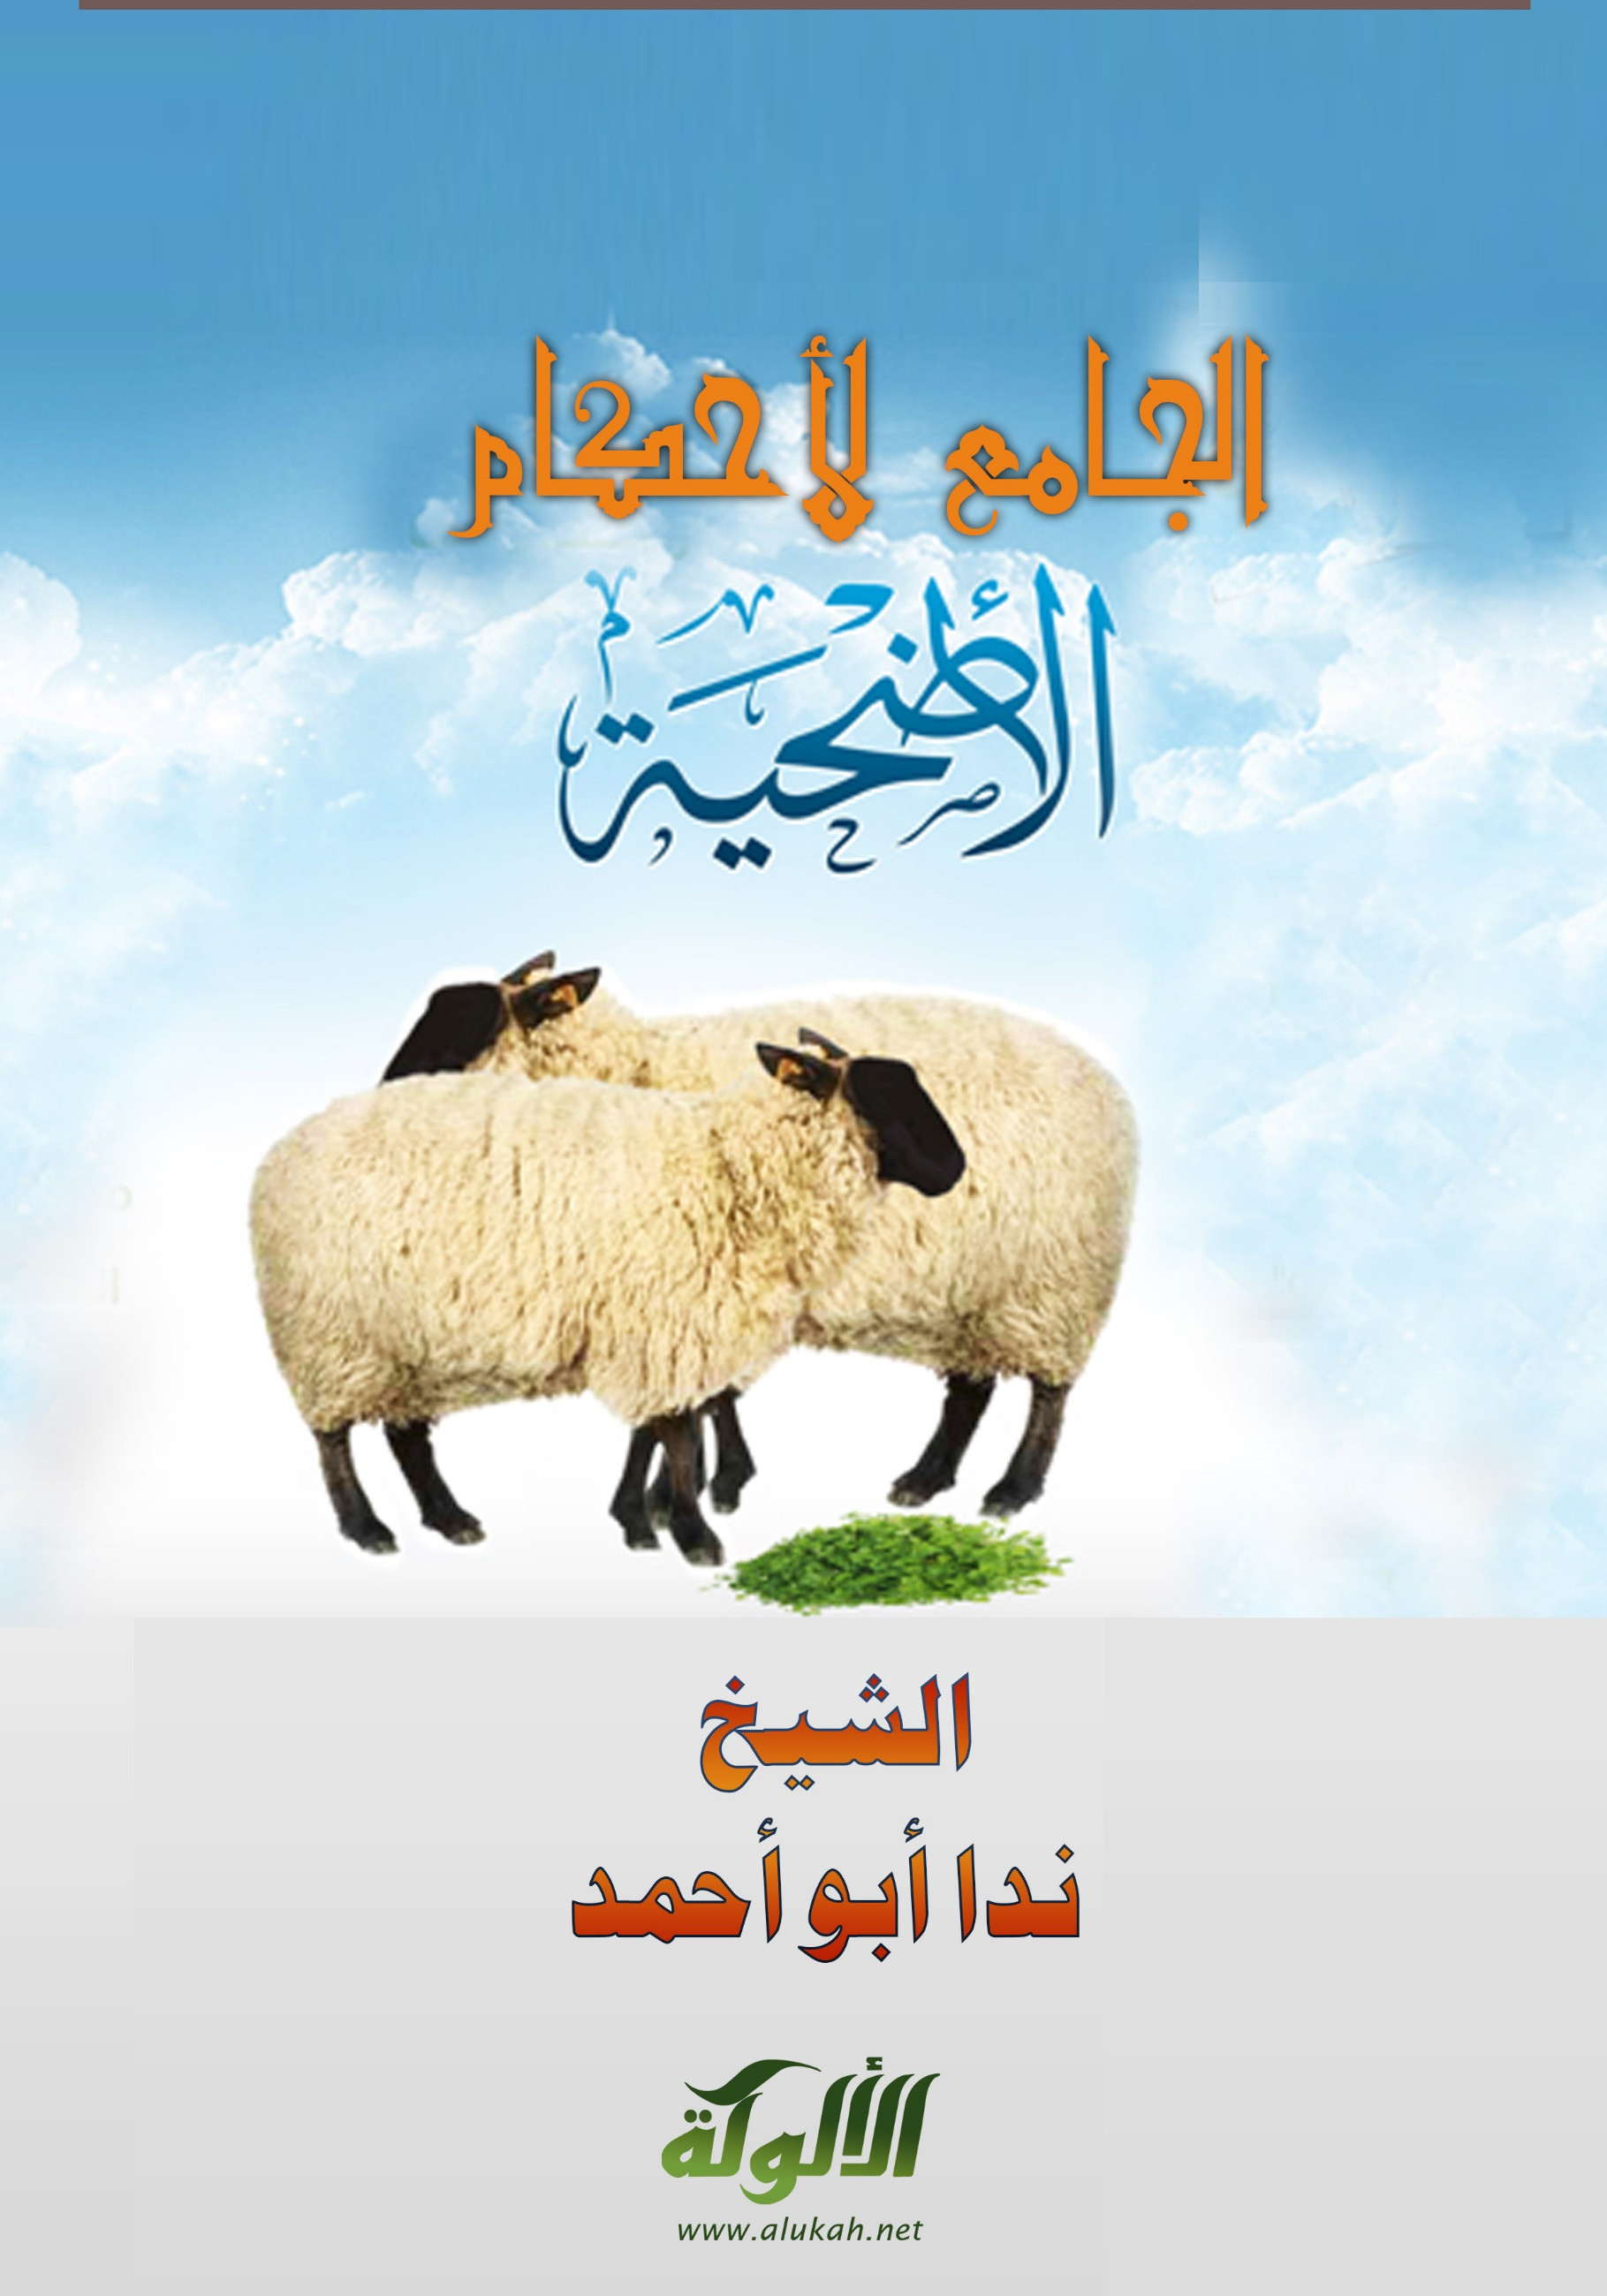 الجامع لأحكام
الأضحية
الشيخ
ندا أبو أحمد
الألوكة
www.alukah.net